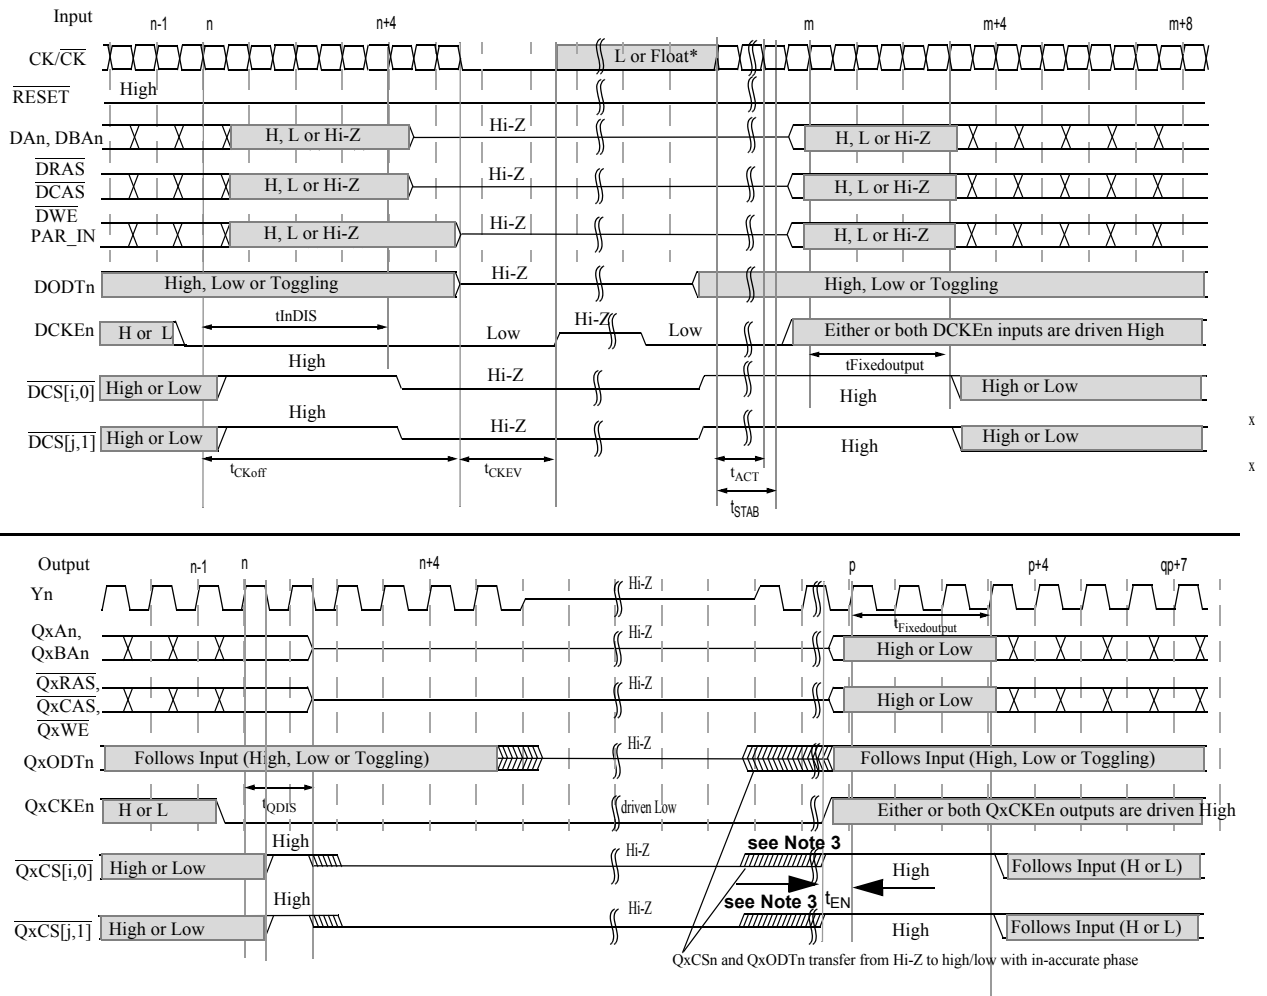 Input
n-1 n n+4 m m+4 m+8
CK/CK L or Float*
RESET High
DAn, DBAn H, L or Hi-Z Hi-Z H, L or Hi-Z
DRAS
DCAS H, L or Hi-Z Hi-Z H, L or Hi-Z
DWE
PAR_IN H, L or Hi-Z Hi-Z H, L or Hi-Z
DODTn High, Low or Toggling Hi-Z High, Low or Toggling
DCKEn H or L tInDIS Low Hi-Z Low Either or both DCKEn inputs are driven High
tFixedoutput
DCS[i,0] High or Low High Hi-Z High High or Low
DCS[j,1] High or Low High Hi-Z High High or Low
x
x
tCKoff tCKEV tACT
tSTAB
Output
n-1 n n+4 p p+4 qp+7
Yn Hi-Z
tFixedoutput
QxAn,
QxBAn Hi-Z High or Low
QxRAS,
QxCAS, Hi-Z High or Low
QxWE
QxODTn Follows Input (High, Low or Toggling) Hi-Z Follows Input (High, Low or Toggling)
tQDIS
QxCKEn H or L driven Low Either or both QxCKEn outputs are driven High
QxCS[i,0] High or Low High Hi-Z see Note 3 High Follows Input (H or L)
see Note 3 tEN
QxCS[j,1] High or Low High Hi-Z High Follows Input (H or L)
QxCSn and QxODTn transfer from Hi-Z to high/low with in-accurate phase